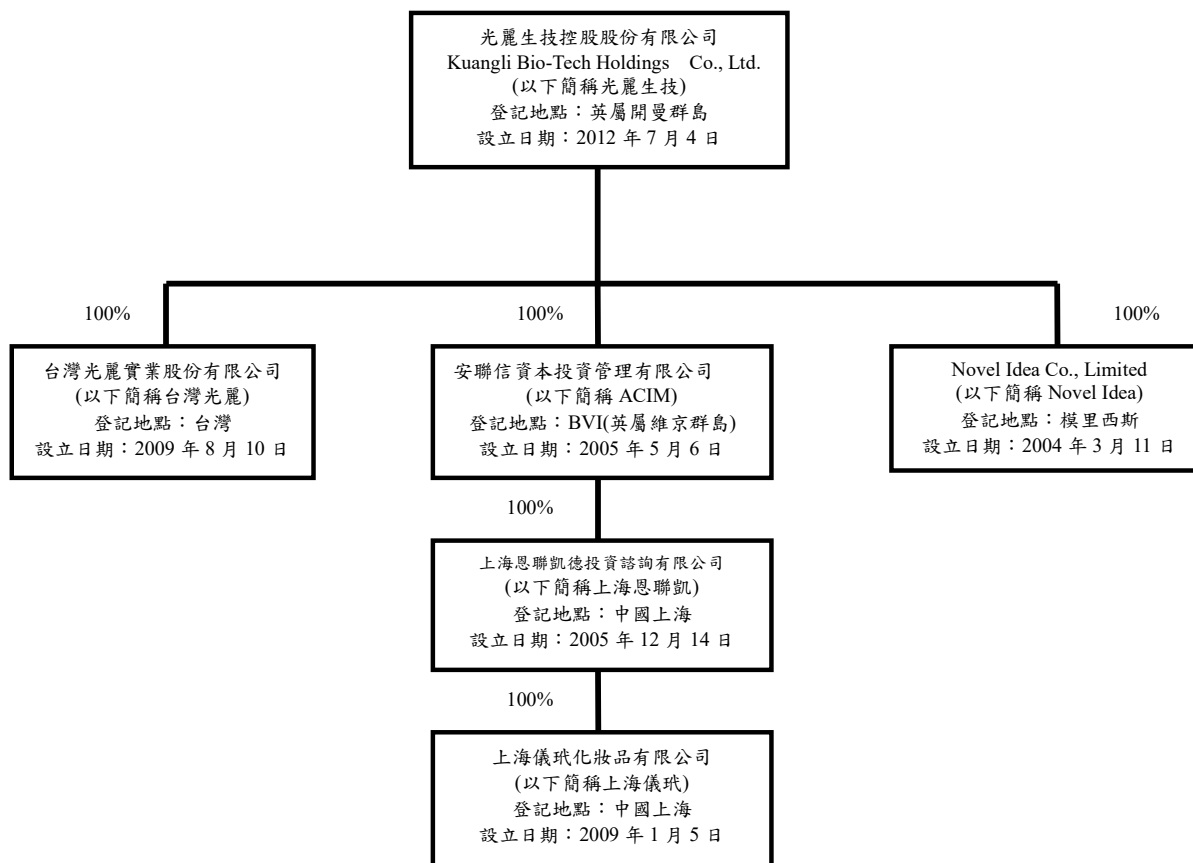 光麗生技控股股份有限公司
Kuangli Bio-Tech Holdings Co., Ltd.
(以下簡稱光麗生技)
登記地點：英屬開曼群島
設立日期：2012 年 7 月 4 日
100%
100%
100%
台灣光麗實業股份有限公司
(以下簡稱台灣光麗)
登記地點：台灣
設立日期：2009 年 8 月 10 日
安聯信資本投資管理有限公司
(以下簡稱 ACIM)
登記地點：BVI(英屬維京群島)
設立日期：2005 年 5 月 6 日
Novel Idea Co., Limited
(以下簡稱 Novel Idea)
登記地點：模里西斯
設立日期：2004 年 3 月 11 日
100%
上海恩聯凱德投資諮詢有限公司
(以下簡稱上海恩聯凱)
登記地點：中國上海
設立日期：2005 年 12 月 14 日
100%
上海儀玳化妝品有限公司
(以下簡稱上海儀玳)
登記地點：中國上海
設立日期：2009 年 1 月 5 日